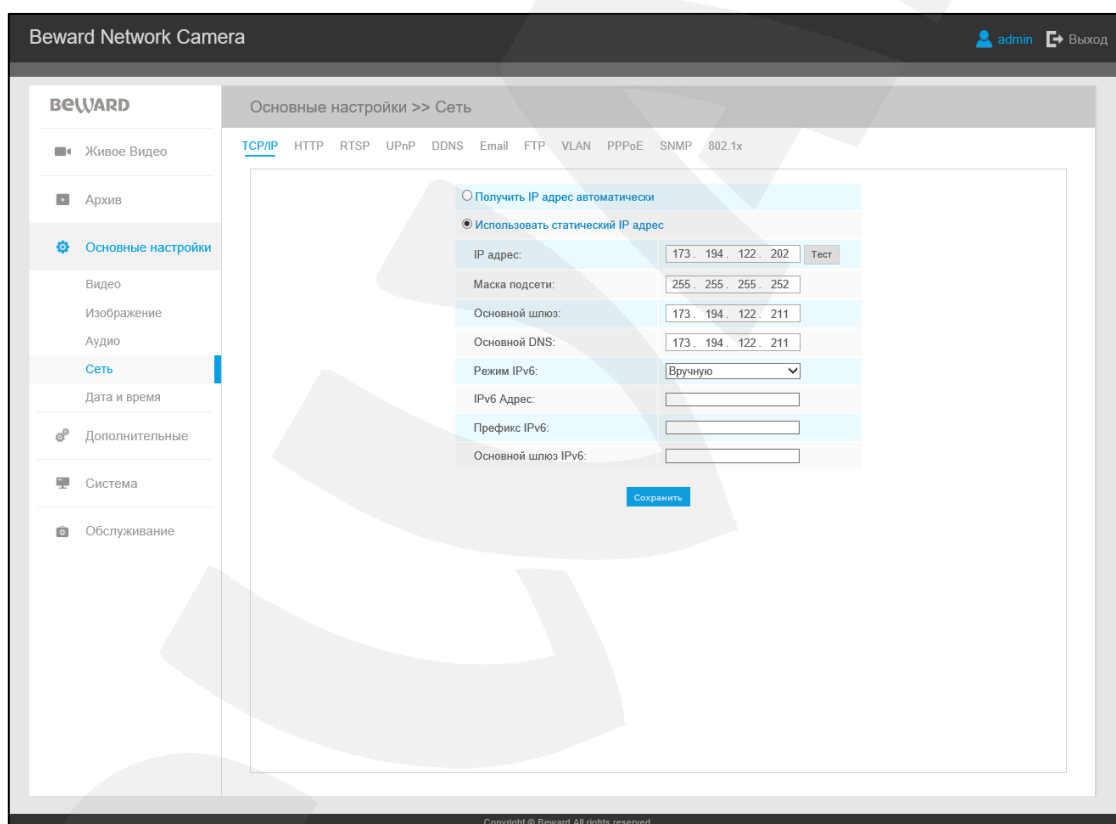 Beward Network Camera
admin Выход
BEWARD
Основные настройки >> Сеть
TCP/IP HTTP RTSP UPnP DDNS Email FTP VLAN PPPoE SNMP 802.1x
Живое Видео
Архив
Основные настройки
Видео
Изображение
Аудио
Сеть
Дата и время
Дополнительные
Система
Обслуживание
Получить IP адрес автоматически
Использовать статический IP адрес
IP адрес: 173 . 194 . 122 . 202 Тест
Маска подсети: 255 . 255 . 255 . 252
Основной шлюз: 173 . 194 . 122 . 211
Основной DNS: 173 . 194 . 122 . 211
Режим IPv6: Вручную
IPv6 Адрес:
Префикс IPv6:
Основной шлюз IPv6:
Сохранить
Copyright © Beward All rights reserved